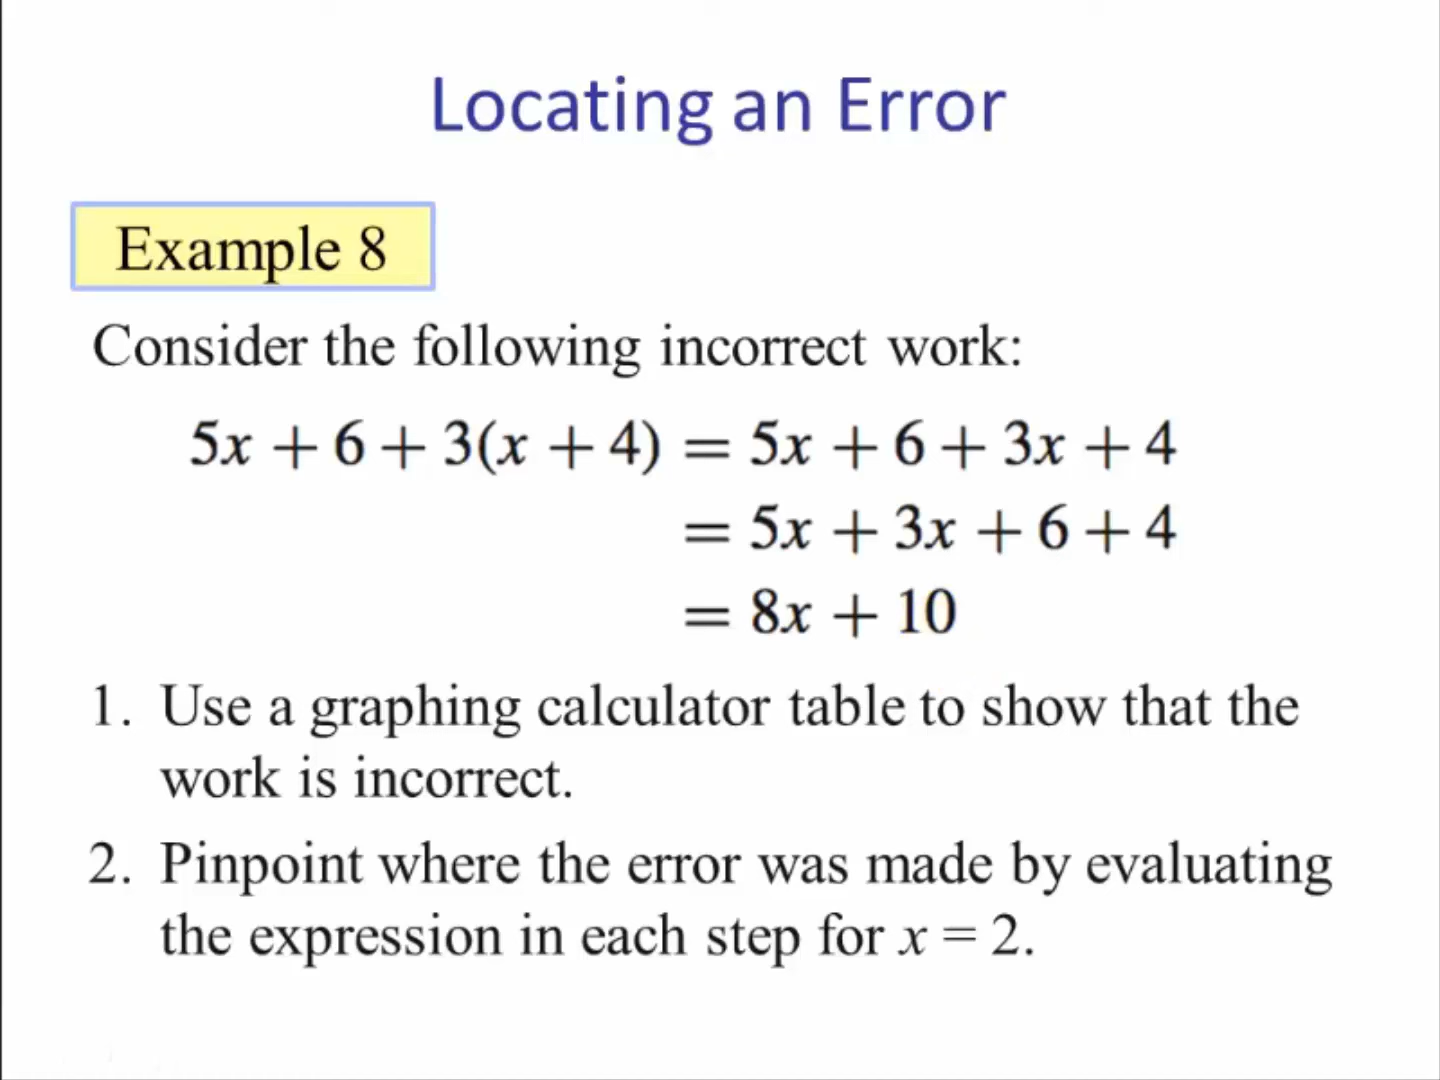 Locating an Error
Example 8
Consider the following incorrect work:
5x + 6 + 3(x + 4) = 5x + 6 + 3x + 4
= 5x + 3x + 6 + 4
= 8x + 10
1. Use a graphing calculator table to show that the
work is incorrect.
2. Pinpoint where the error was made by evaluating
the expression in each step for x = 2.